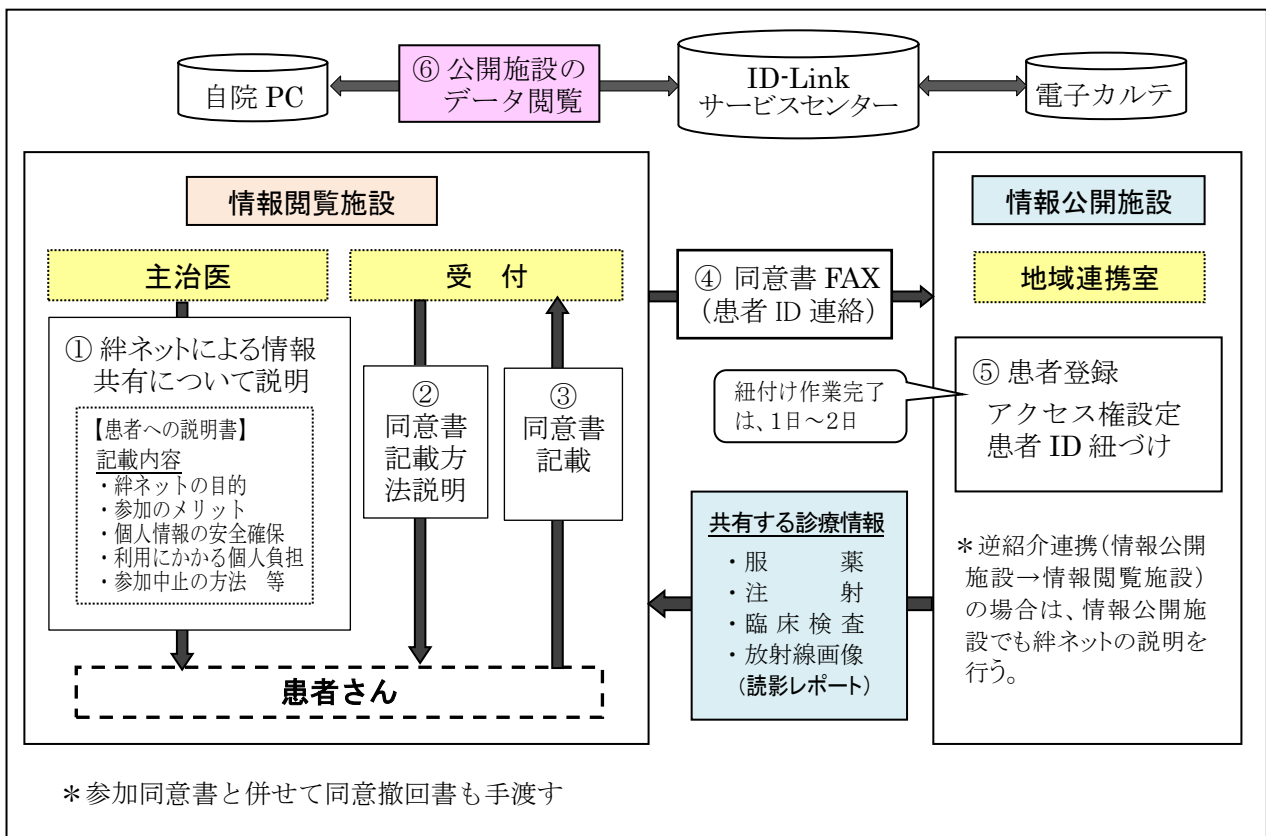 自院 PC
⑥ 公開施設の
データ閲覧
ID-Link
サービスセンター
電子カルテ
情報閲覧施設
主治医
受　付
① 絆ネットによる情報
共有について説明
【患者への説明書】
記載内容
・絆ネットの目的
・参加のメリット
・個人情報の安全確保
・利用にかかる個人負担
・参加中止の方法　等
②
同意書
記載方
法説明
③
同意書
記載
患者さん
④ 同意書 FAX
（患者 ID 連絡）
情報公開施設
地域連携室
紐付け作業完了
は、1日～2日
⑤ 患者登録
アクセス権設定
患者 ID 紐づけ
共有する診療情報
・服　　薬
・注　　射
・臨床検査
・放射線画像
（読影レポート）
＊逆紹介連携（情報公開
施設→情報閲覧施設）
の場合は、情報公開施
設でも絆ネットの説明を
行う。
＊参加同意書と併せて同意撤回書も手渡す